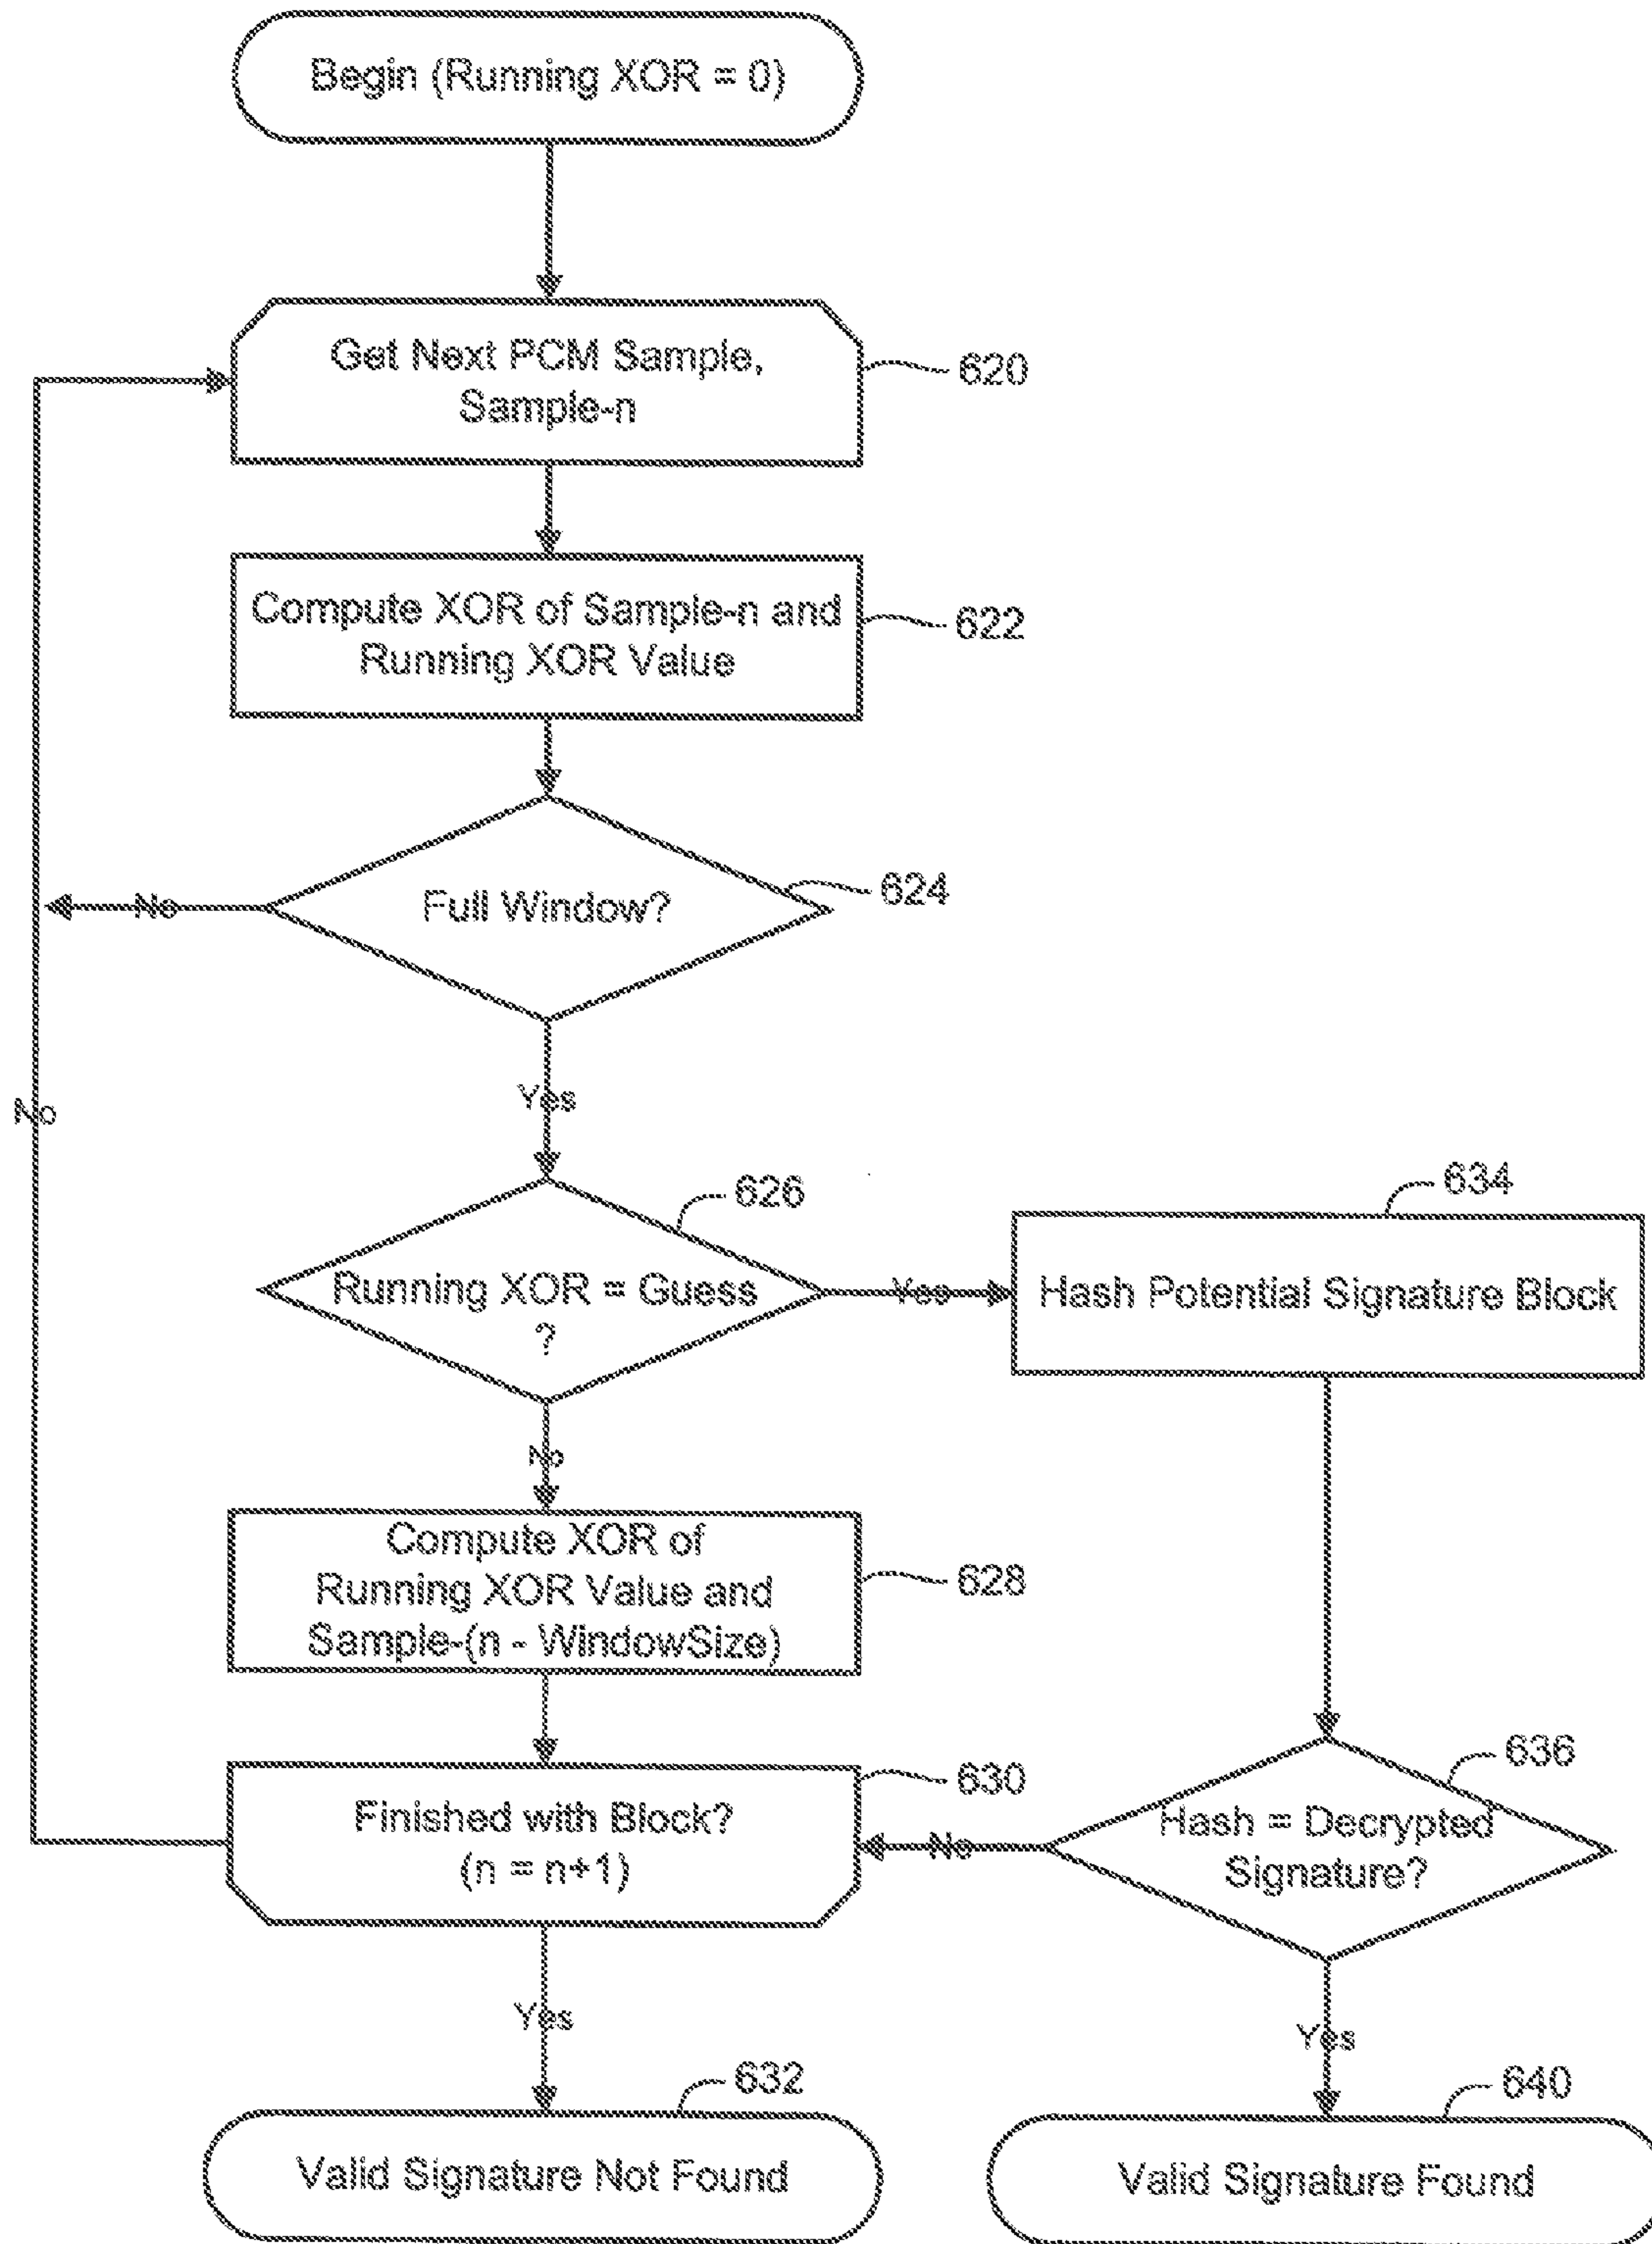 Begin (Running XOR = 0)
Get Next PCM Sample,
Sample-n
620
Compute XOR of Sample-n and
Running XOR Value
622
Full Window?
624
No
Yes
No
Running XOR = Guess
?
626
Yes
Hash Potential Signature Block
634
No
Compute XOR of
Running XOR Value and
Sample-(n - WindowSize)
628
Finished with Block?
(n = n+1)
630
No
Hash = Decrypted
Signature?
636
Yes
Yes
Valid Signature Not Found
632
Valid Signature Found
640